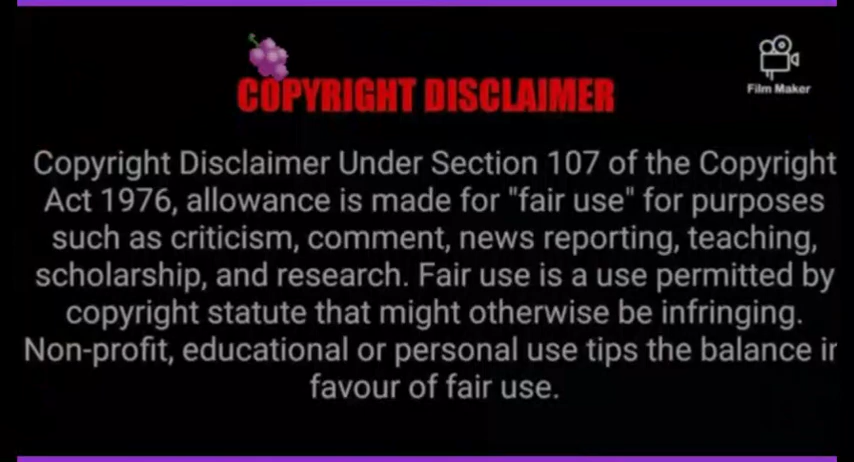 COPYRIGHT DISCLAIMER
Film Maker
Copyright Disclaimer Under Section 107 of the Copyright
Act 1976, allowance is made for "fair use" for purposes
such as criticism, comment, news reporting, teaching,
scholarship, and research. Fair use is a use permitted by
copyright statute that might otherwise be infringing.
Non-profit, educational or personal use tips the balance in
favour of fair use.